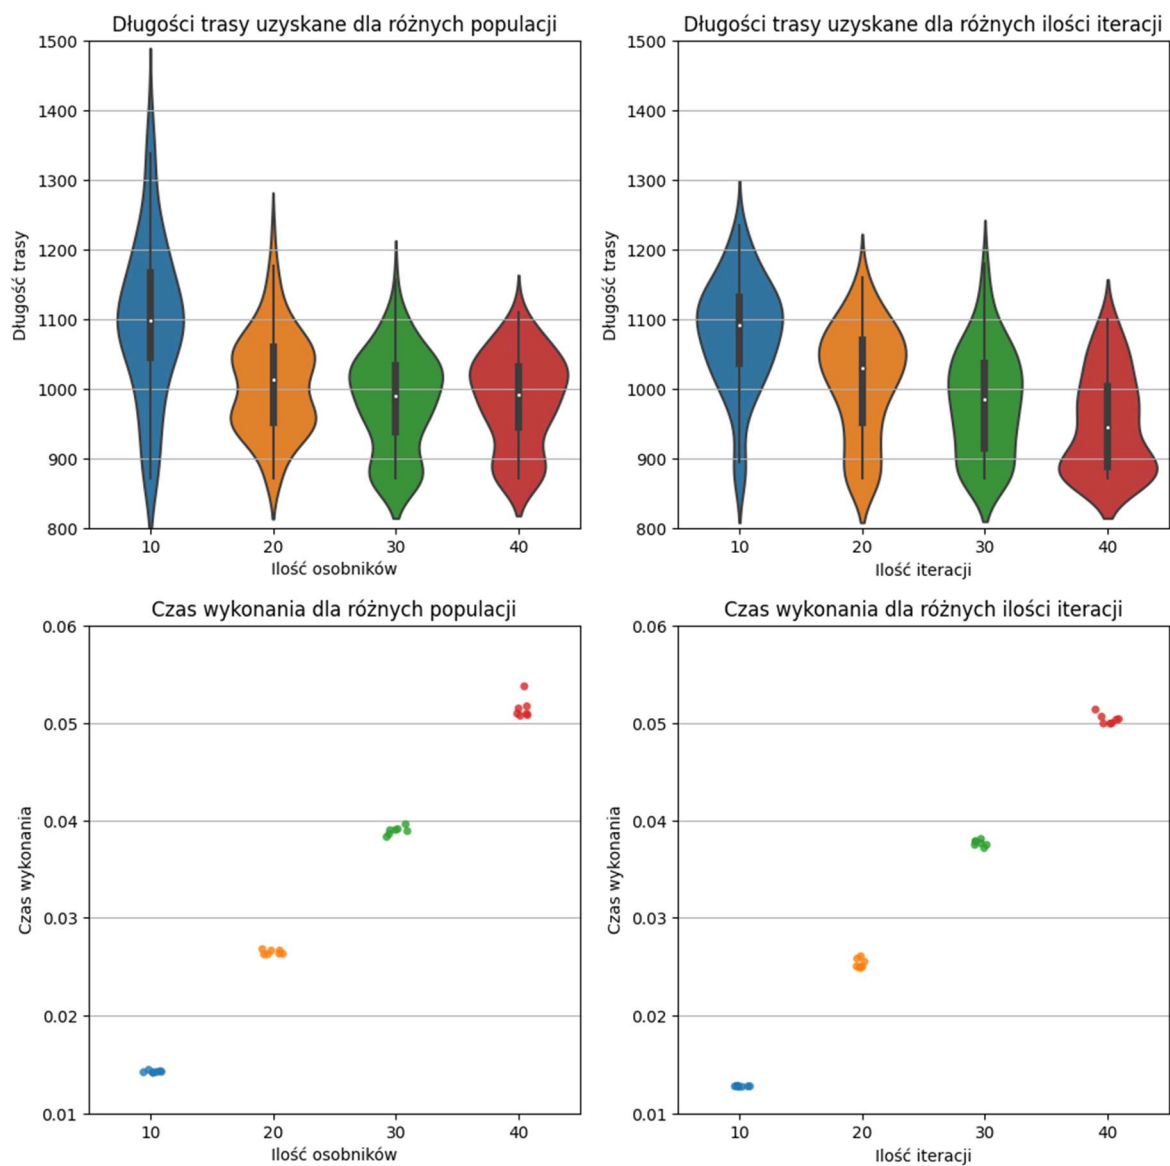 Długości trasy uzyskane dla różnych populacji
1500
1400
1300
1200
1100
1000
900
800
Długość trasy
10 20 30 40
Ilość osobników
Długości trasy uzyskane dla różnych ilości iteracji
1500
1400
1300
1200
1100
1000
900
800
Długość trasy
10 20 30 40
Ilość iteracji
Czas wykonania dla różnych populacji
0.06
0.05
0.04
0.03
0.02
0.01
Czas wykonania
10 20 30 40
Ilość osobników
Czas wykonania dla różnych ilości iteracji
0.06
0.05
0.04
0.03
0.02
0.01
Czas wykonania
10 20 30 40
Ilość iteracji